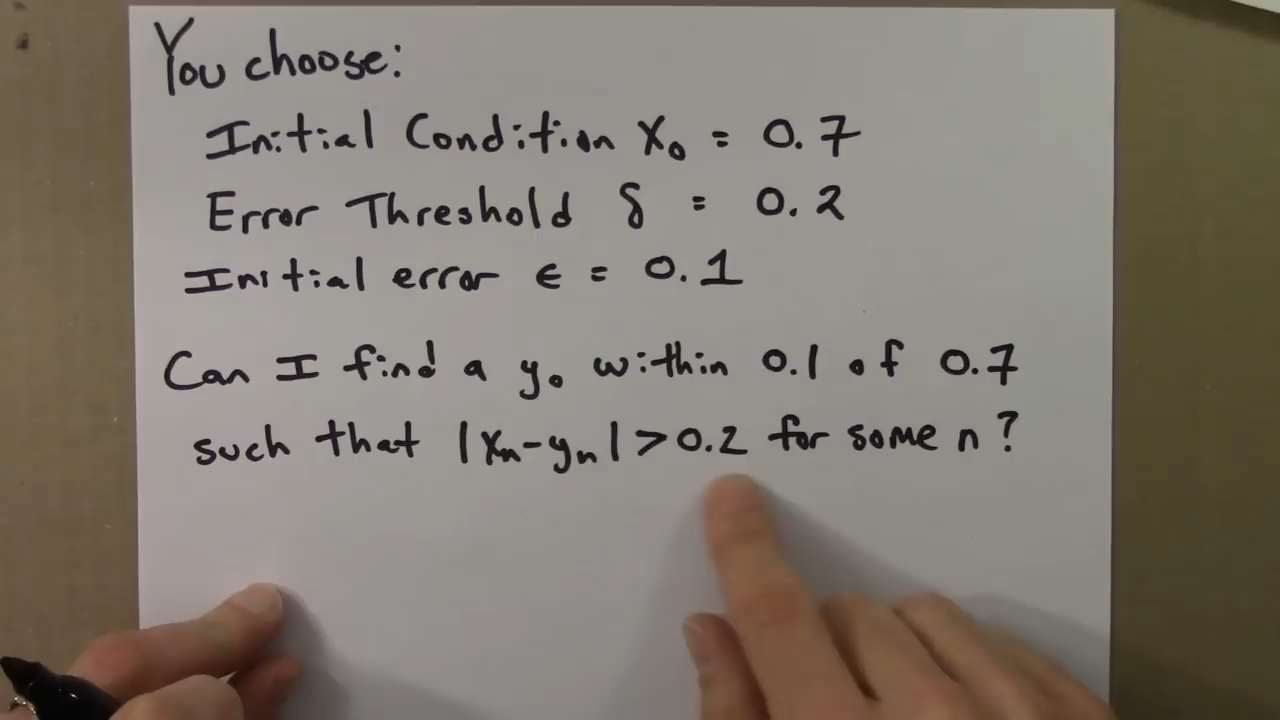 You choose:
Initial Condition x₀ = 0.7
Error Threshold δ = 0.2
Initial error ϵ = 0.1
Can I find a y₀ within 0.1 of 0.7
such that |xₙ-yₙ| > 0.2 for some n?